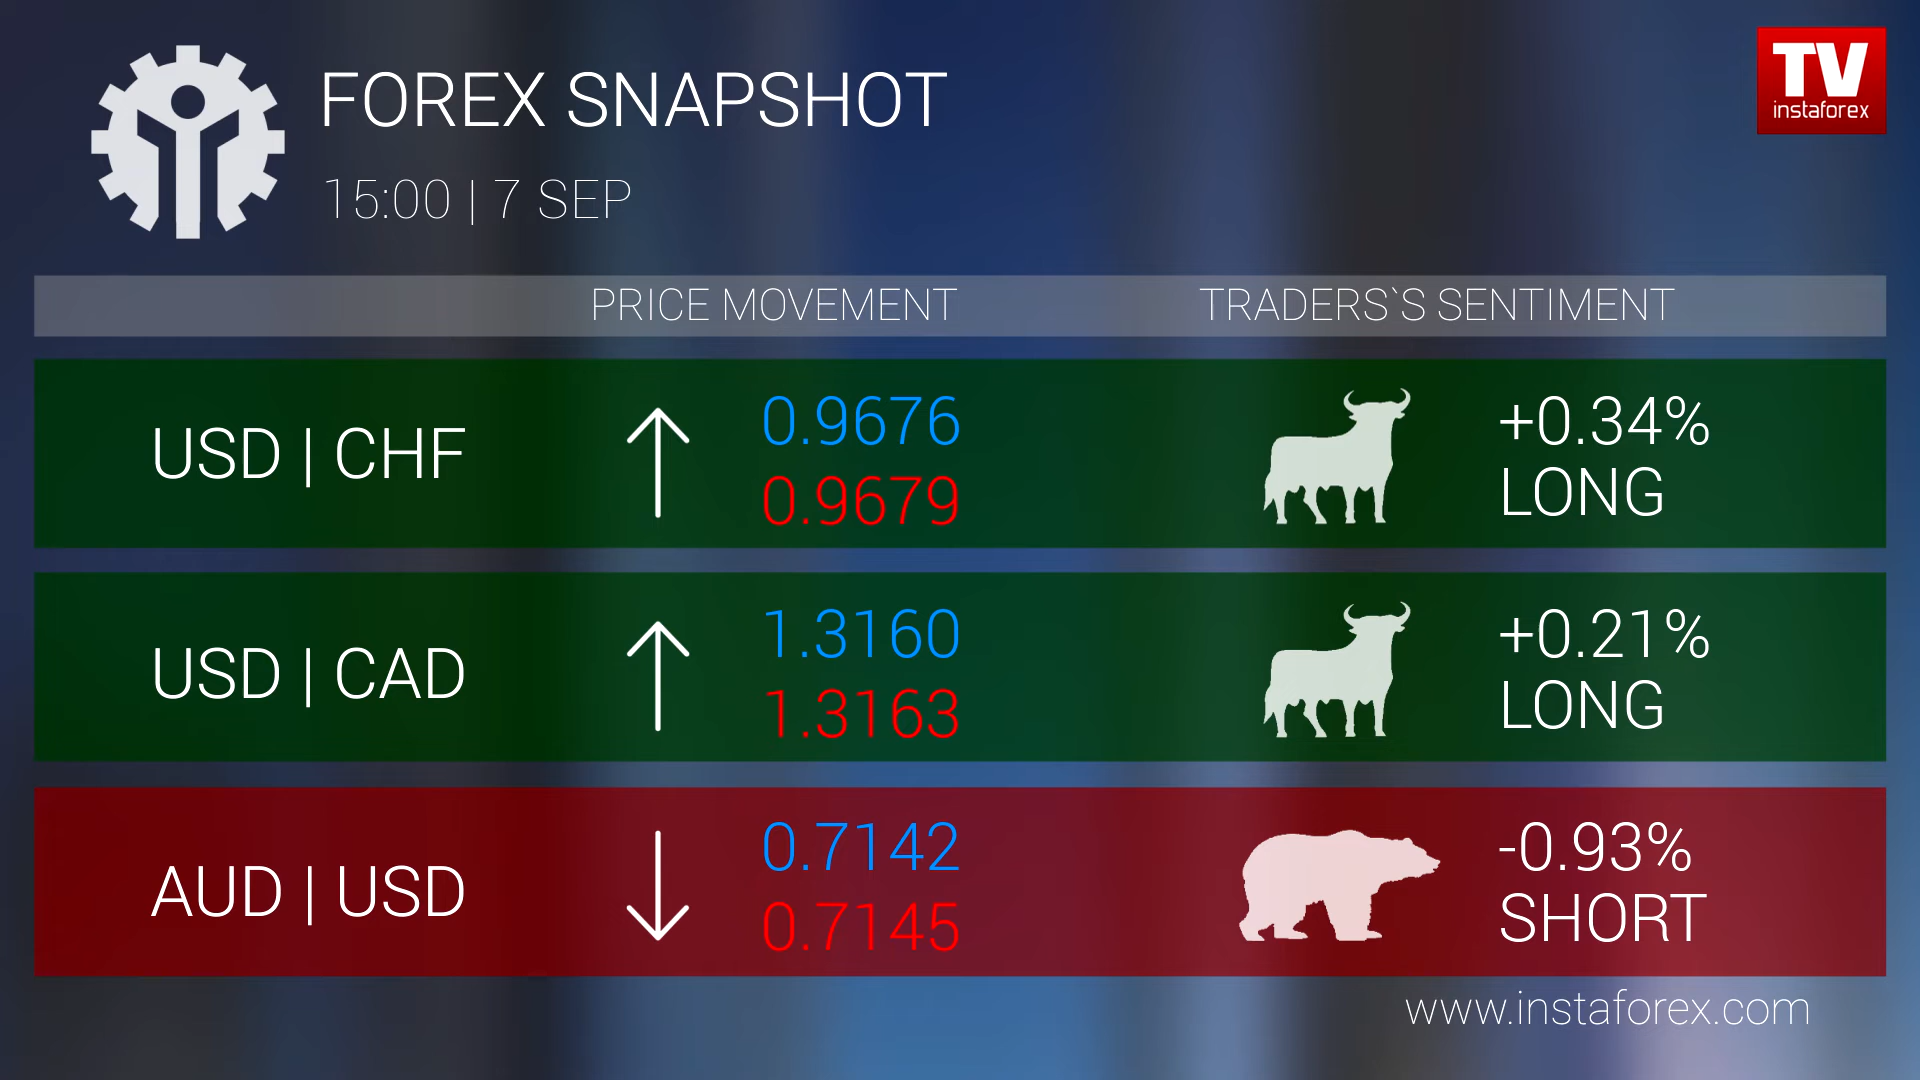 FOREX SNAPSHOT
TV
instaforex
15:00 | 7 SEP
PRICE MOVEMENT TRADERS`S SENTIMENT
USD | CHF
0.9676
0.9679
+0.34%
LONG
USD | CAD
1.3160
1.3163
+0.21%
LONG
AUD | USD
0.7142
0.7145
-0.93%
SHORT
www.instaforex.com